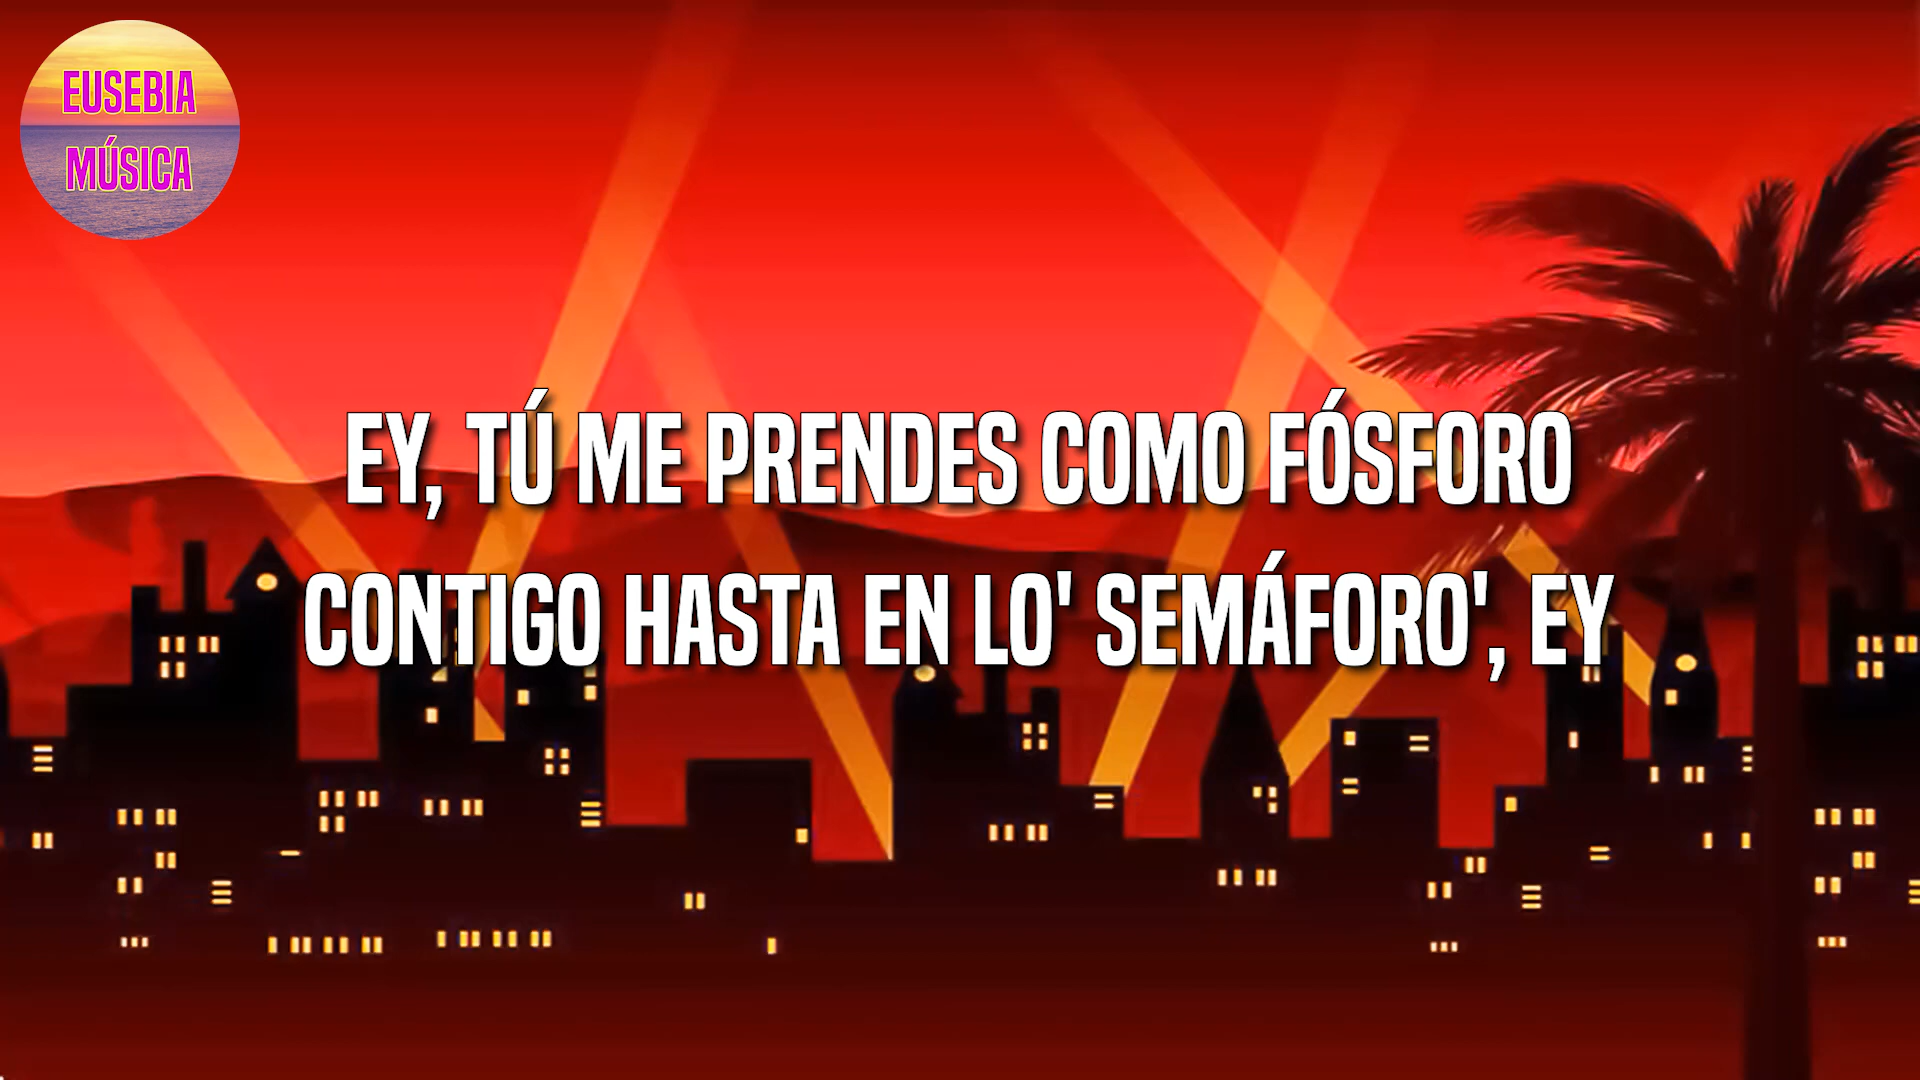 EUSEBIA
MÚSICA
EY, TÚ ME PRENDES COMO FÓSFORO
CONTIGO HASTA EN LO' SEMÁFORO', EY